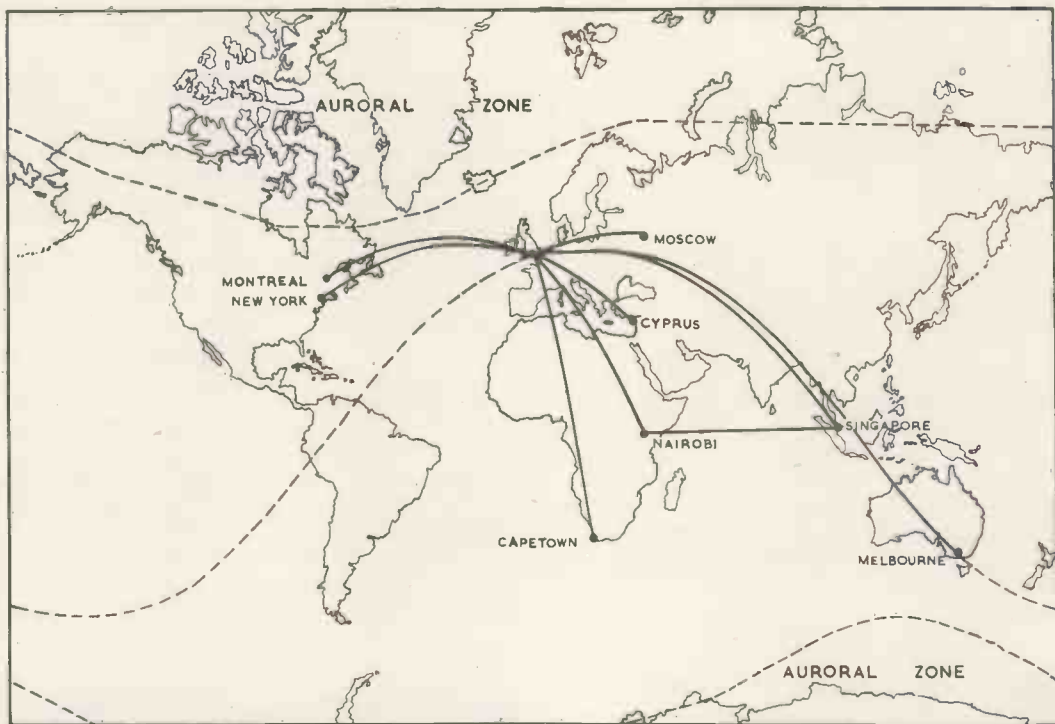 AURORAL ZONE
MOSCOW
MONTREAL
NEW YORK
CYPRUS
SINGAPORE
NAIROBI
CAPETOWN
MELBOURNE
AURORAL ZONE